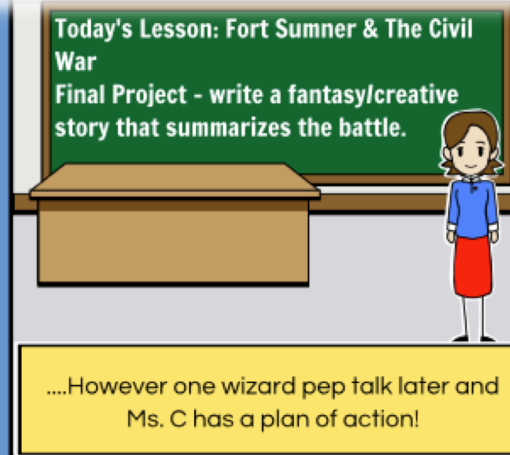 Today's Lesson: Fort Sumner & The Civil
War
Final Project - write a fantasy/creative
story that summarizes the battle.
....However one wizard pep talk later and
Ms. C has a plan of action!